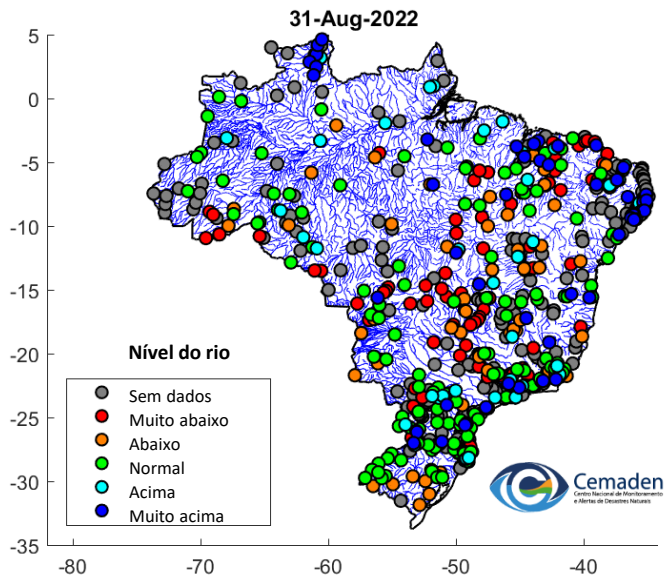 31-Aug-2022
5
0
-5
-10
-15
-20
-25
-30
-35
Nível do rio
Sem dados
Muito abaixo
Abaixo
Normal
Acima
Muito acima
Cemaden
Centro Nacional de Monitoramento
e Alertas de Desastres Naturais
-80
-70
-60
-50
-40